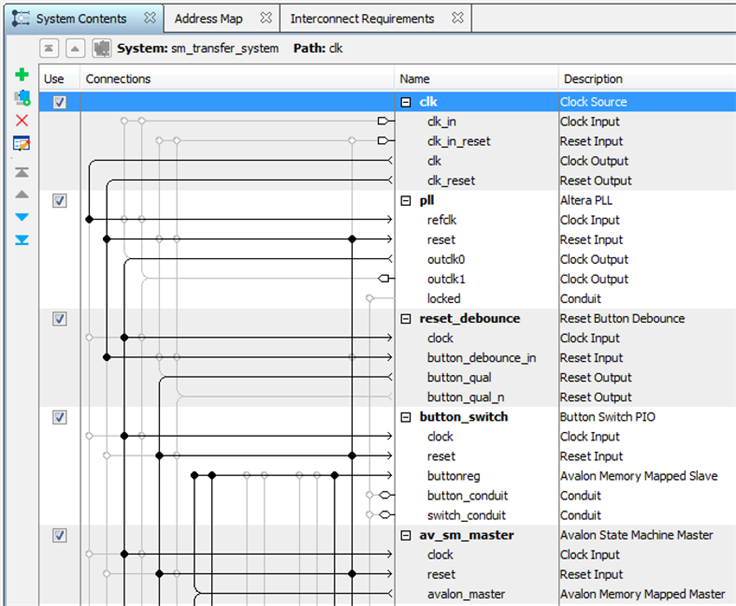 System Contents Address Map Interconnect Requirements
System: sm_transfer_system Path: clk
Use Connections Name Description
clk Clock Source
clk_in Clock Input
clk_in_reset Reset Input
clk Clock Output
clk_reset Reset Output
pll Altera PLL
refclk Clock Input
reset Reset Input
outclk0 Clock Output
outclk1 Clock Output
locked Conduit
reset_debounce Reset Button Debounce
clock Clock Input
button_debounce_in Reset Input
button_qual Reset Output
button_qual_n Reset Output
button_switch Button Switch PIO
clock Clock Input
reset Reset Input
buttonreg Avalon Memory Mapped Slave
button_conduit Conduit
switch_conduit Conduit
av_sm_master Avalon State Machine Master
clock Clock Input
reset Reset Input
avalon_master Avalon Memory Mapped Master